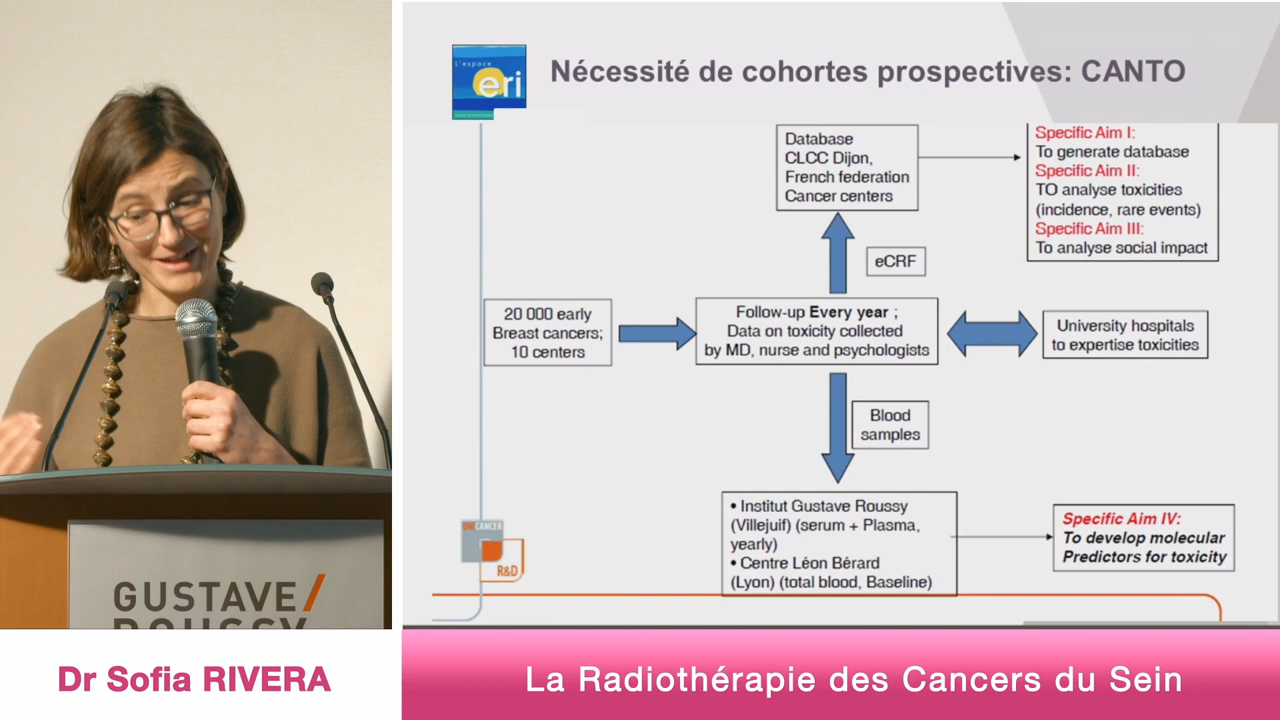 L'espace
eri
Nécessité de cohortes prospectives: CANTO
Database
CLCC Dijon,
French federation
Cancer centers
Specific Aim I:
To generate database
Specific Aim II:
TO analyse toxicities
(incidence, rare events)
Specific Aim III:
To analyse social impact
eCRF
20 000 early
Breast cancers;
10 centers
Follow-up Every year ;
Data on toxicity collected
by MD, nurse and psychologists
University hospitals
to expertise toxicities
Blood
samples
• Institut Gustave Roussy
(Villejuif) (serum + Plasma,
yearly)
• Centre Léon Bérard
(Lyon) (total blood, Baseline)
Specific Aim IV:
To develop molecular
Predictors for toxicity
UNICANCER
R&D
GUSTAVE/
ROUSSY
Dr Sofia RIVERA
La Radiothérapie des Cancers du Sein